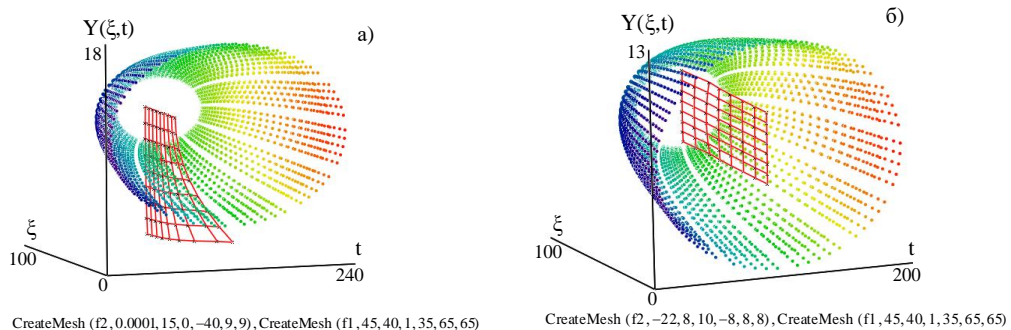 Y(ξ,t)
18
а)
ξ
100
0
t
240
CreateMesh (f2, 0.0001, 15, 0, −40, 9, 9) , CreateMesh (f1, 45, 40, 1, 35, 65, 65)
Y(ξ,t)
13
б)
ξ
100
0
t
200
CreateMesh (f2, −22, 8, 10, −8, 8, 8) , CreateMesh (f1, 45, 40, 1, 35, 65, 65)